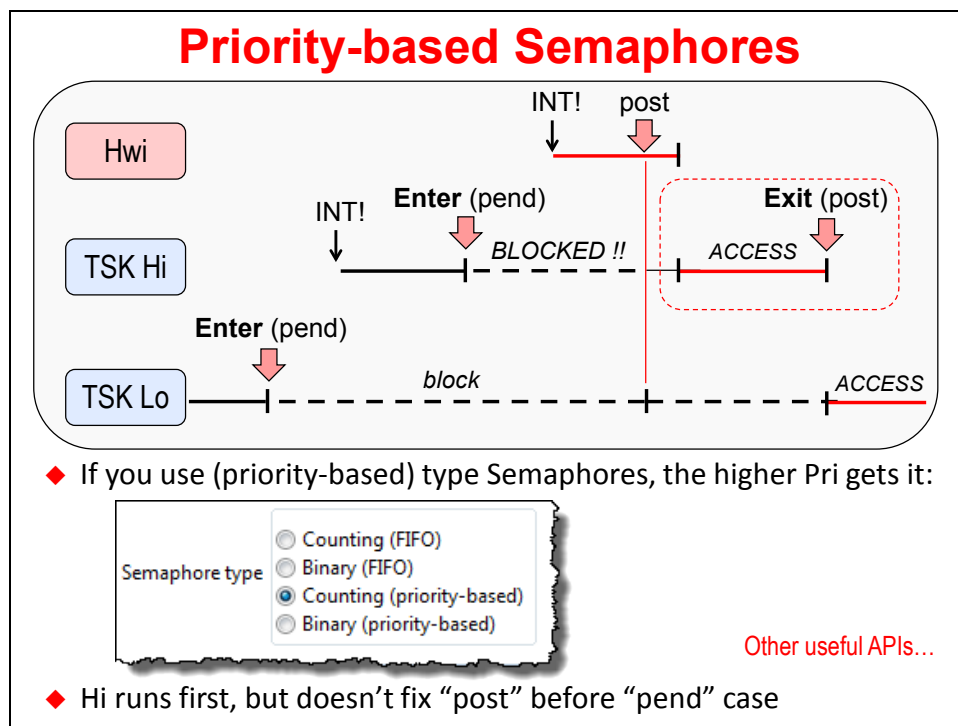 Priority-based Semaphores
INT! post
Hwi
INT! Enter (pend) Exit (post)
TSK Hi BLOCKED !! ACCESS
Enter (pend)
TSK Lo block ACCESS
If you use (priority-based) type Semaphores, the higher Pri gets it:
Semaphore type
Counting (FIFO)
Binary (FIFO)
Counting (priority-based)
Binary (priority-based)
Other useful APIs…
Hi runs first, but doesn’t fix “post” before “pend” case